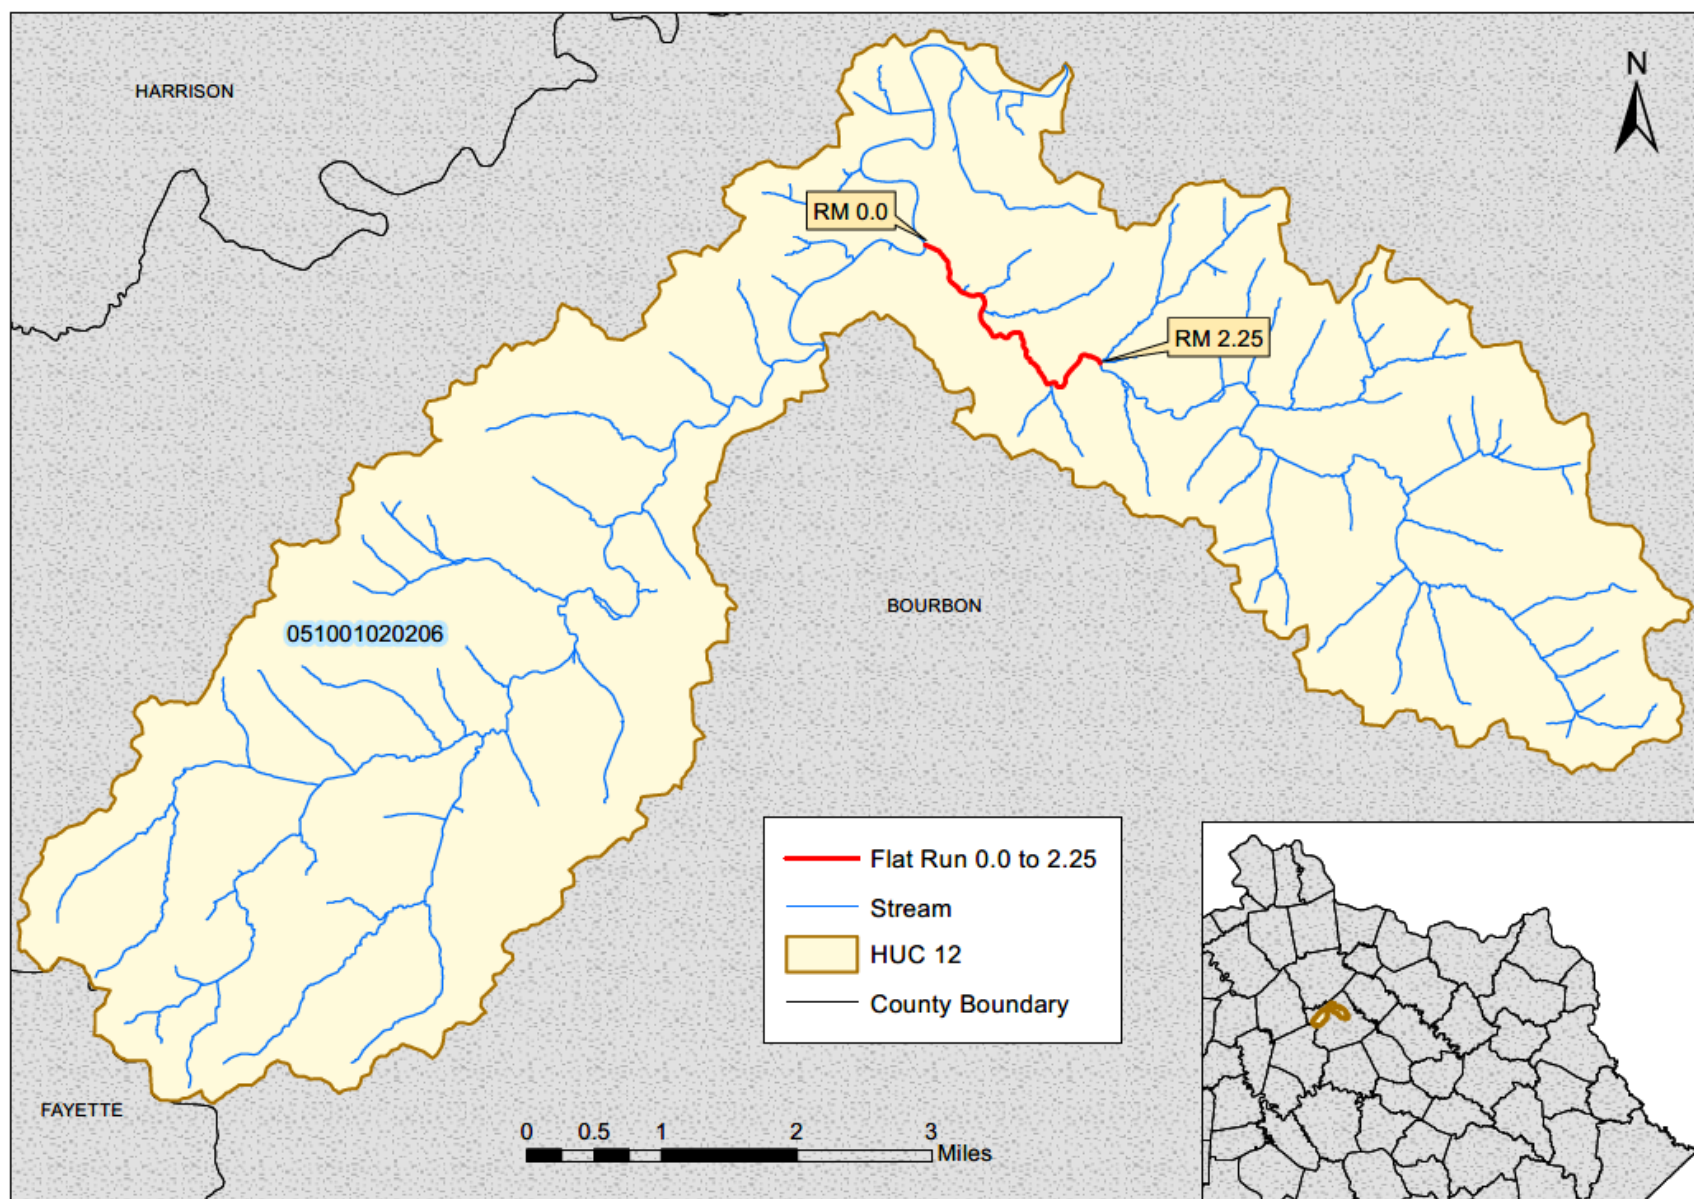 HARRISON
N
RM 0.0
RM 2.25
BOURBON
051001020206
Flat Run 0.0 to 2.25
Stream
HUC 12
County Boundary
FAYETTE
0 0.5 1 2 3
Miles